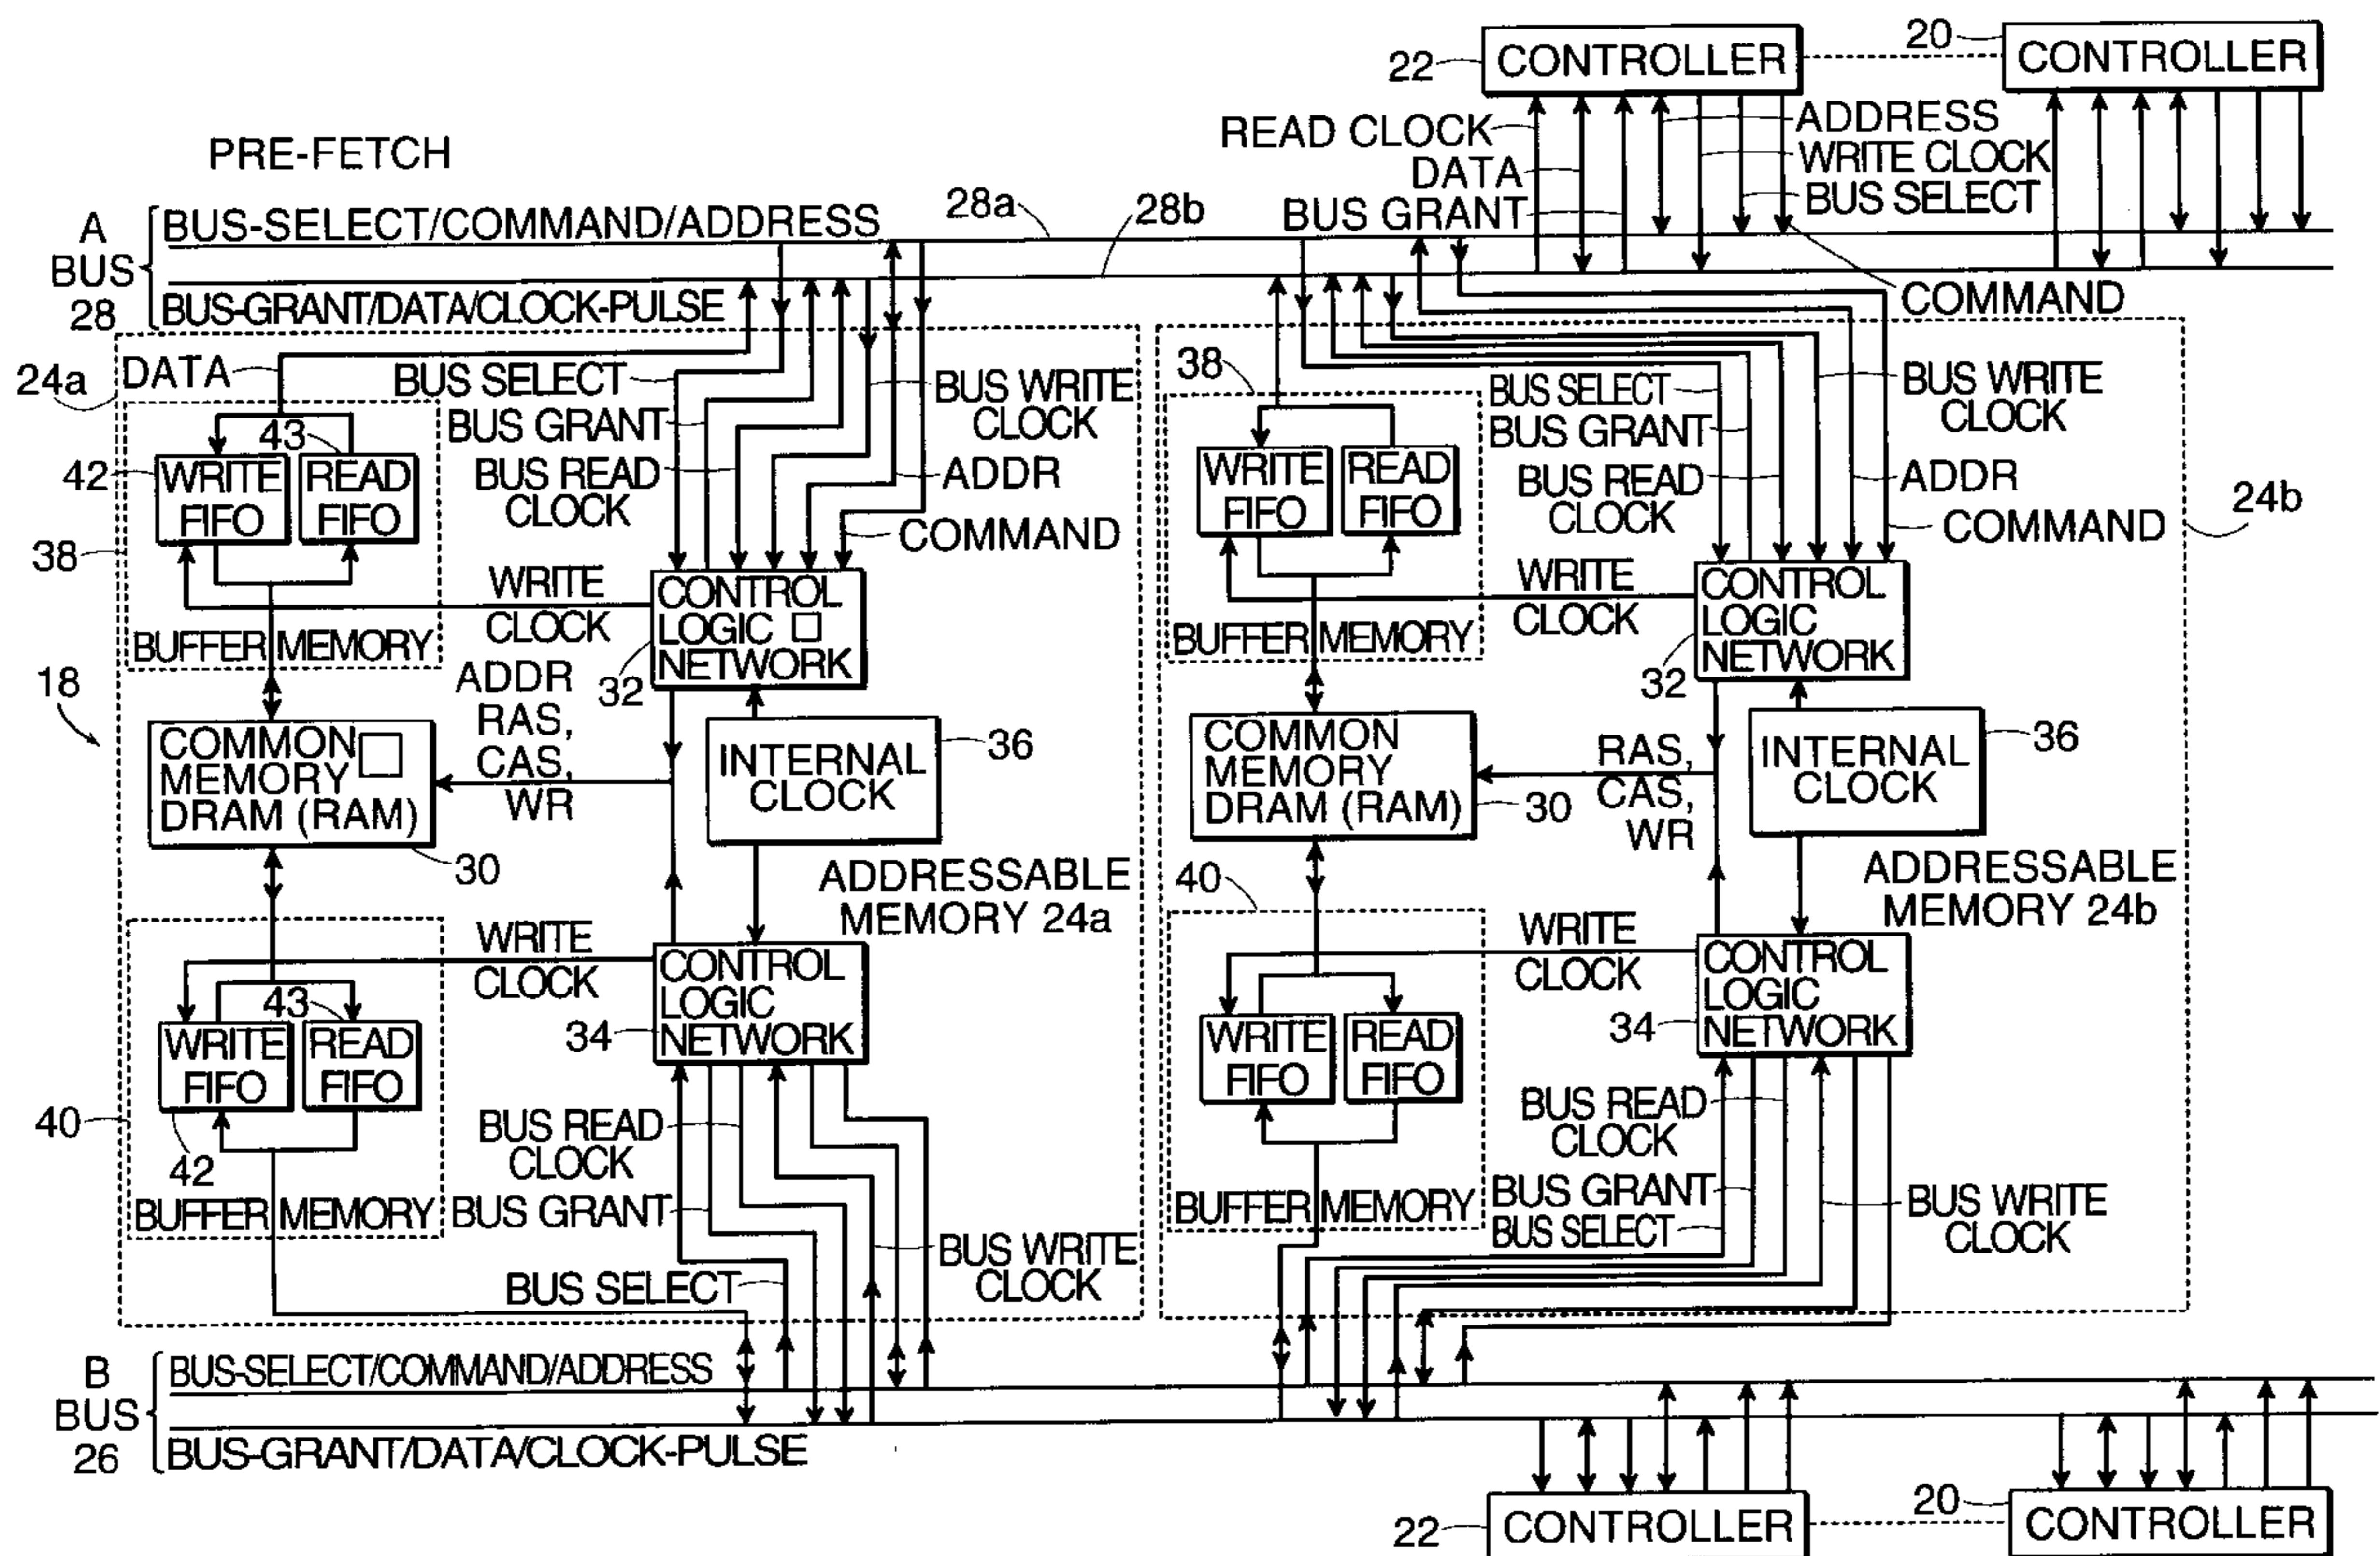 22
CONTROLLER
20
CONTROLLER
READ CLOCK
DATA
BUS GRANT
ADDRESS
WRITE CLOCK
BUS SELECT
COMMAND
PRE-FETCH
A
BUS
28
BUS-SELECT/COMMAND/ADDRESS
BUS-GRANT/DATA/CLOCK-PULSE
28a
28b
24a
DATA
BUS SELECT
BUS GRANT
BUS READ
CLOCK
BUS WRITE
CLOCK
ADDR
COMMAND
43
42
WRITE
FIFO
READ
FIFO
38
BUFFER MEMORY
WRITE
CLOCK
CONTROL
LOGIC
NETWORK
32
18
ADDR
RAS,
CAS,
WR
COMMON
MEMORY
DRAM (RAM)
30
INTERNAL
CLOCK
36
ADDRESSABLE
MEMORY 24a
WRITE
CLOCK
CONTROL
LOGIC
NETWORK
34
43
WRITE
FIFO
READ
FIFO
40
42
BUFFER MEMORY
BUS READ
CLOCK
BUS GRANT
BUS SELECT
BUS WRITE
CLOCK
38
WRITE
FIFO
READ
FIFO
BUFFER MEMORY
BUS SELECT
BUS GRANT
BUS READ
CLOCK
BUS WRITE
CLOCK
ADDR
COMMAND
24b
WRITE
CLOCK
CONTROL
LOGIC
NETWORK
32
COMMON
MEMORY
DRAM (RAM)
30
RAS,
CAS,
WR
INTERNAL
CLOCK
36
ADDRESSABLE
MEMORY 24b
40
WRITE
CLOCK
CONTROL
LOGIC
NETWORK
34
WRITE
FIFO
READ
FIFO
BUFFER MEMORY
BUS READ
CLOCK
BUS GRANT
BUS SELECT
BUS WRITE
CLOCK
B
BUS
26
BUS-SELECT/COMMAND/ADDRESS
BUS-GRANT/DATA/CLOCK-PULSE
22
CONTROLLER
20
CONTROLLER